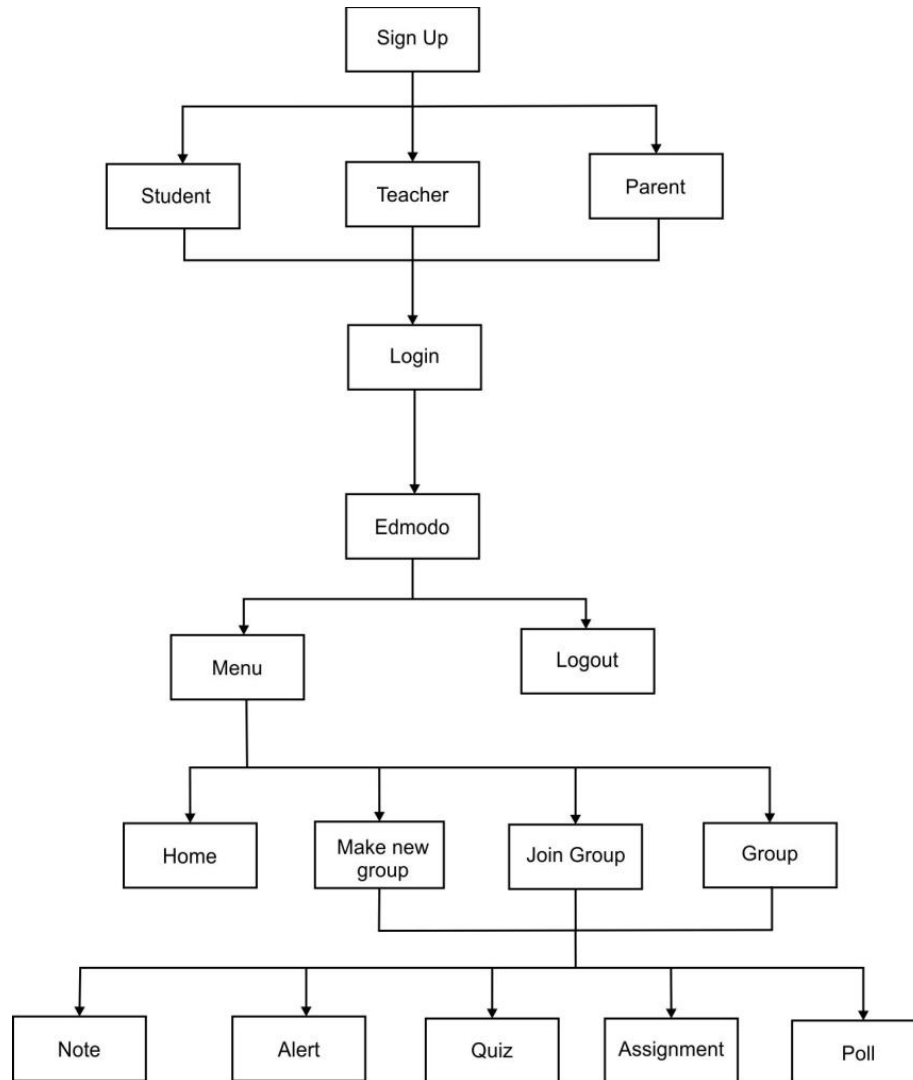 Sign Up
Student
Teacher
Parent
Login
Edmodo
Menu
Logout
Home
Make new
group
Join Group
Group
Note
Alert
Quiz
Assignment
Poll